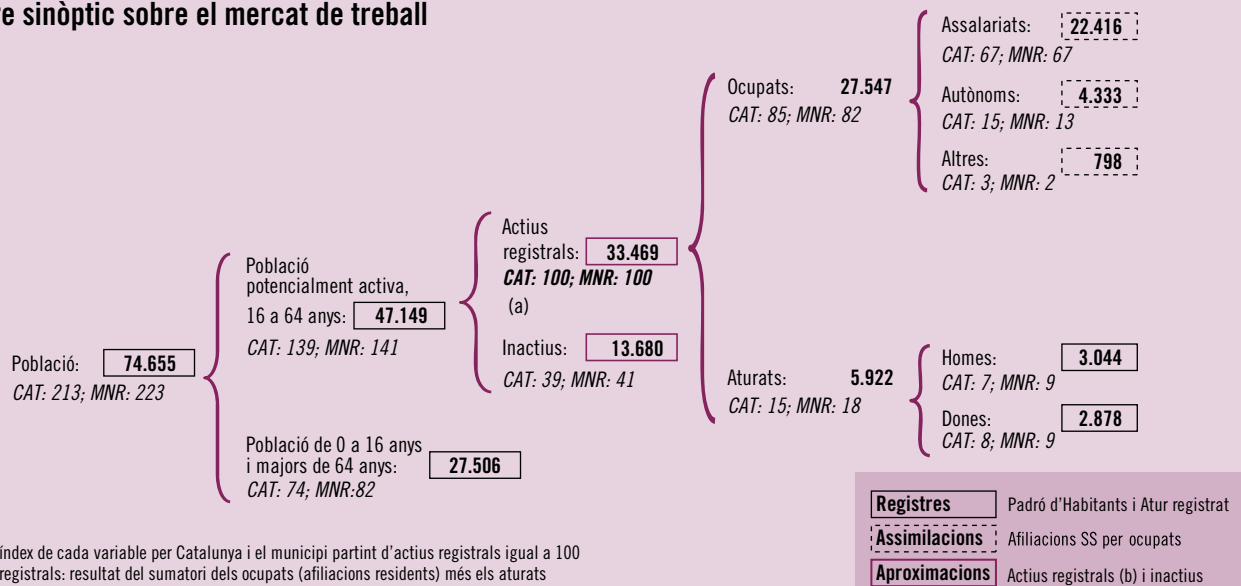 e sinòptic sobre el mercat de treball
Assalariats: 22.416
CAT: 67; MNR: 67
Ocupats: 27.547
CAT: 85; MNR: 82
Autònoms: 4.333
CAT: 15; MNR: 13
Altres: 798
CAT: 3; MNR: 2
Actius
registrals: 33.469
CAT: 100; MNR: 100
(a)
Població
potencialment activa,
16 a 64 anys: 47.149
CAT: 139; MNR: 141
Inactius: 13.680
CAT: 39; MNR: 41
Població: 74.655
CAT: 213; MNR: 223
Aturats: 5.922
CAT: 15; MNR: 18
Homes: 3.044
CAT: 7; MNR: 9
Dones: 2.878
CAT: 8; MNR: 9
Població de 0 a 16 anys
i majors de 64 anys: 27.506
CAT: 74; MNR:82
Registres Padró d'Habitants i Atur registrat
Assimilacions Afiliacions SS per ocupats
Aproximacions Actius registrals (b) i inactius
índex de cada variable per Catalunya i el municipi partint d'actius registrals igual a 100
registrals: resultat del sumatori dels ocupats (afiliacions residents) més els aturats